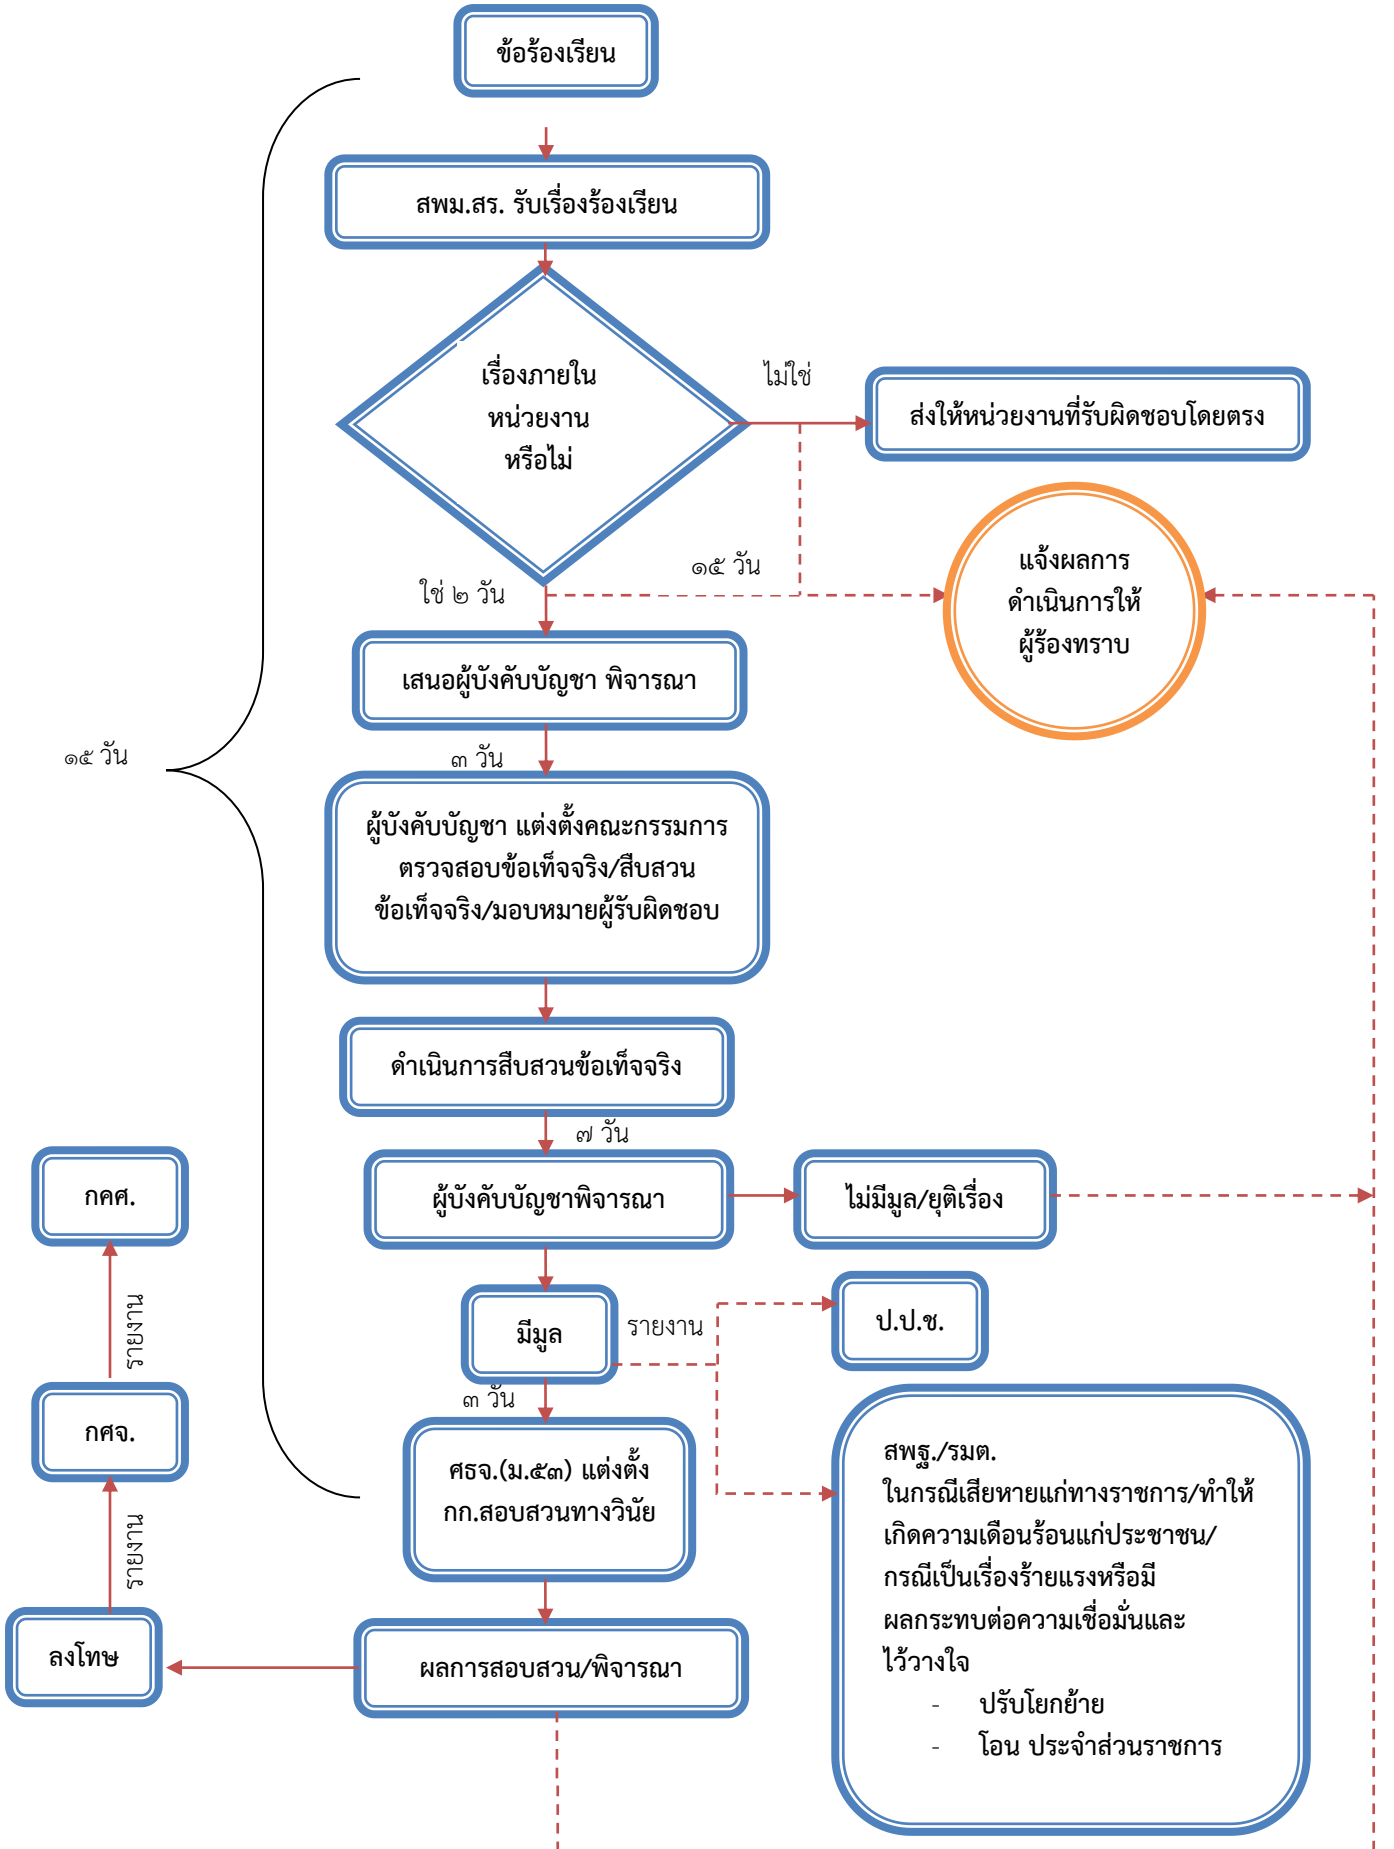 ข้อร้องเรียน
สพม.สร. รับเรื่องร้องเรียน
เรื่องภายใน
หน่วยงาน
หรือไม่
ไม่ใช่
ส่งให้หน่วยงานที่รับผิดชอบโดยตรง
แจ้งผลการ
ดำเนินการให้
ผู้ร้องทราบ
๑๕ วัน
ใช่ ๒ วัน
เสนอผู้บังคับบัญชา พิจารณา
๑๕ วัน
๓ วัน
ผู้บังคับบัญชา แต่งตั้งคณะกรรมการ
ตรวจสอบข้อเท็จจริง/สืบสวน
ข้อเท็จจริง/มอบหมายผู้รับผิดชอบ
ดำเนินการสืบสวนข้อเท็จจริง
๗ วัน
ผู้บังคับบัญชาพิจารณา
ไม่มีมูล/ยุติเรื่อง
กคศ.
รายงาน
มีมูล
รายงาน
ป.ป.ช.
๓ วัน
กศจ.
ศธจ.(ม.๕๓) แต่งตั้ง
กก.สอบสวนทางวินัย
สพฐ./รมต.
ในกรณีเสียหายแก่ทางราชการ/ทำให้
เกิดความเดือนร้อนแก่ประชาชน/
กรณีเป็นเรื่องร้ายแรงหรือมี
ผลกระทบต่อความเชื่อมั่นและ
ไว้วางใจ
- ปรับโยกย้าย
- โอน ประจำส่วนราชการ
รายงาน
ลงโทษ
ผลการสอบสวน/พิจารณา